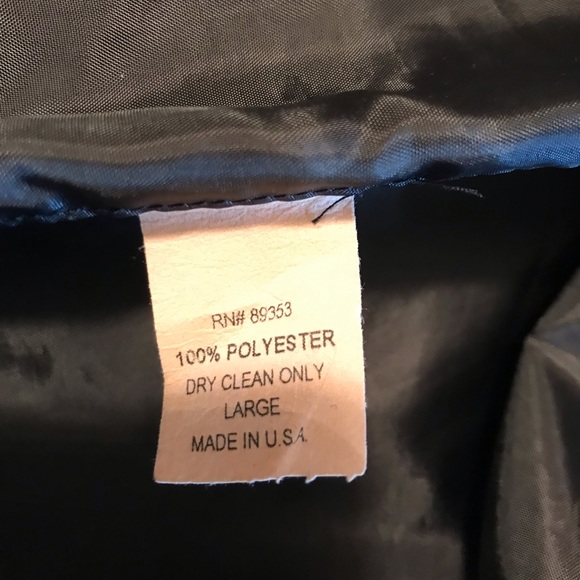 RN# 89353
100% POLYESTER
DRY CLEAN ONLY
LARGE
MADE IN U.S.A.